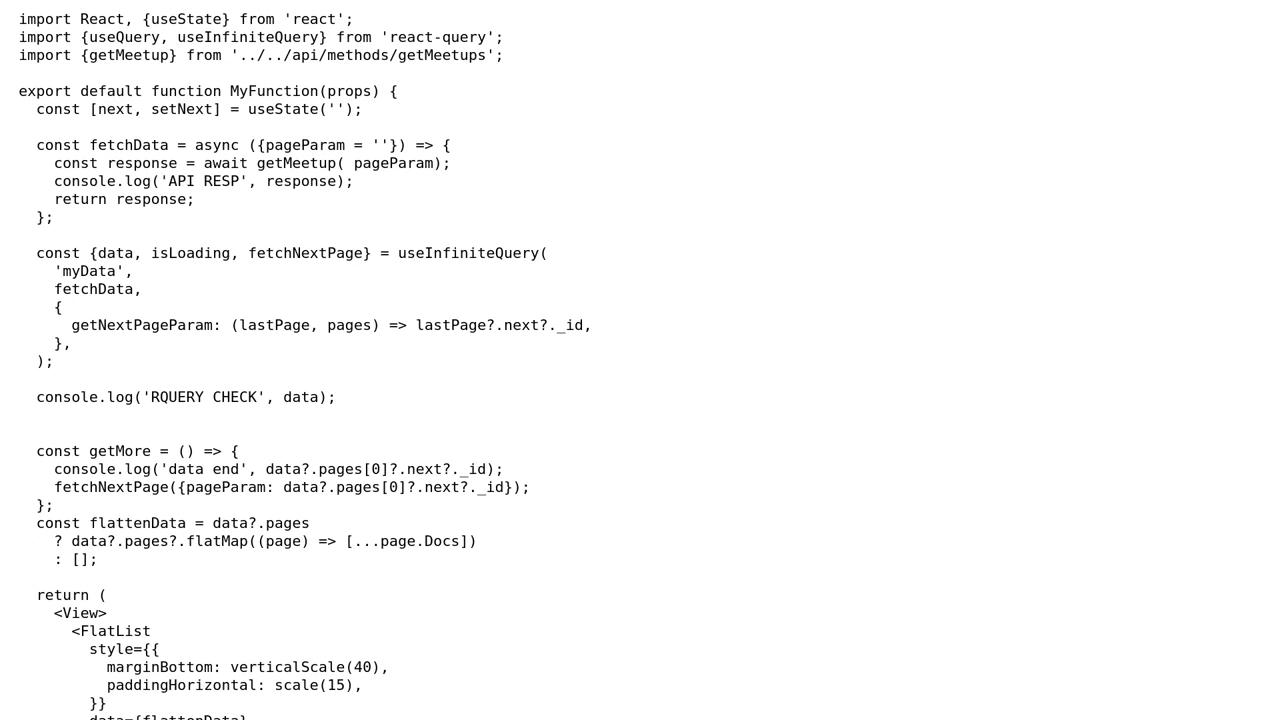 import React, {useState} from 'react';
import {useQuery, useInfiniteQuery} from 'react-query';
import {getMeetup} from '../../api/methods/getMeetups';

export default function MyFunction(props) {
  const [next, setNext] = useState('');

  const fetchData = async ({pageParam = ''}) => {
    const response = await getMeetup( pageParam);
    console.log('API RESP', response);
    return response;
  };

  const {data, isLoading, fetchNextPage} = useInfiniteQuery(
    'myData',
    fetchData,
    {
      getNextPageParam: (lastPage, pages) => lastPage?.next?._id,
    },
  );

  console.log('RQUERY CHECK', data);


  const getMore = () => {
    console.log('data end', data?.pages[0]?.next?._id);
    fetchNextPage({pageParam: data?.pages[0]?.next?._id});
  };
  const flattenData = data?.pages
    ? data?.pages?.flatMap((page) => [...page.Docs])
    : [];

  return (
    <View>
      <FlatList
        style={{
          marginBottom: verticalScale(40),
          paddingHorizontal: scale(15),
        }}
        data={flattenData}